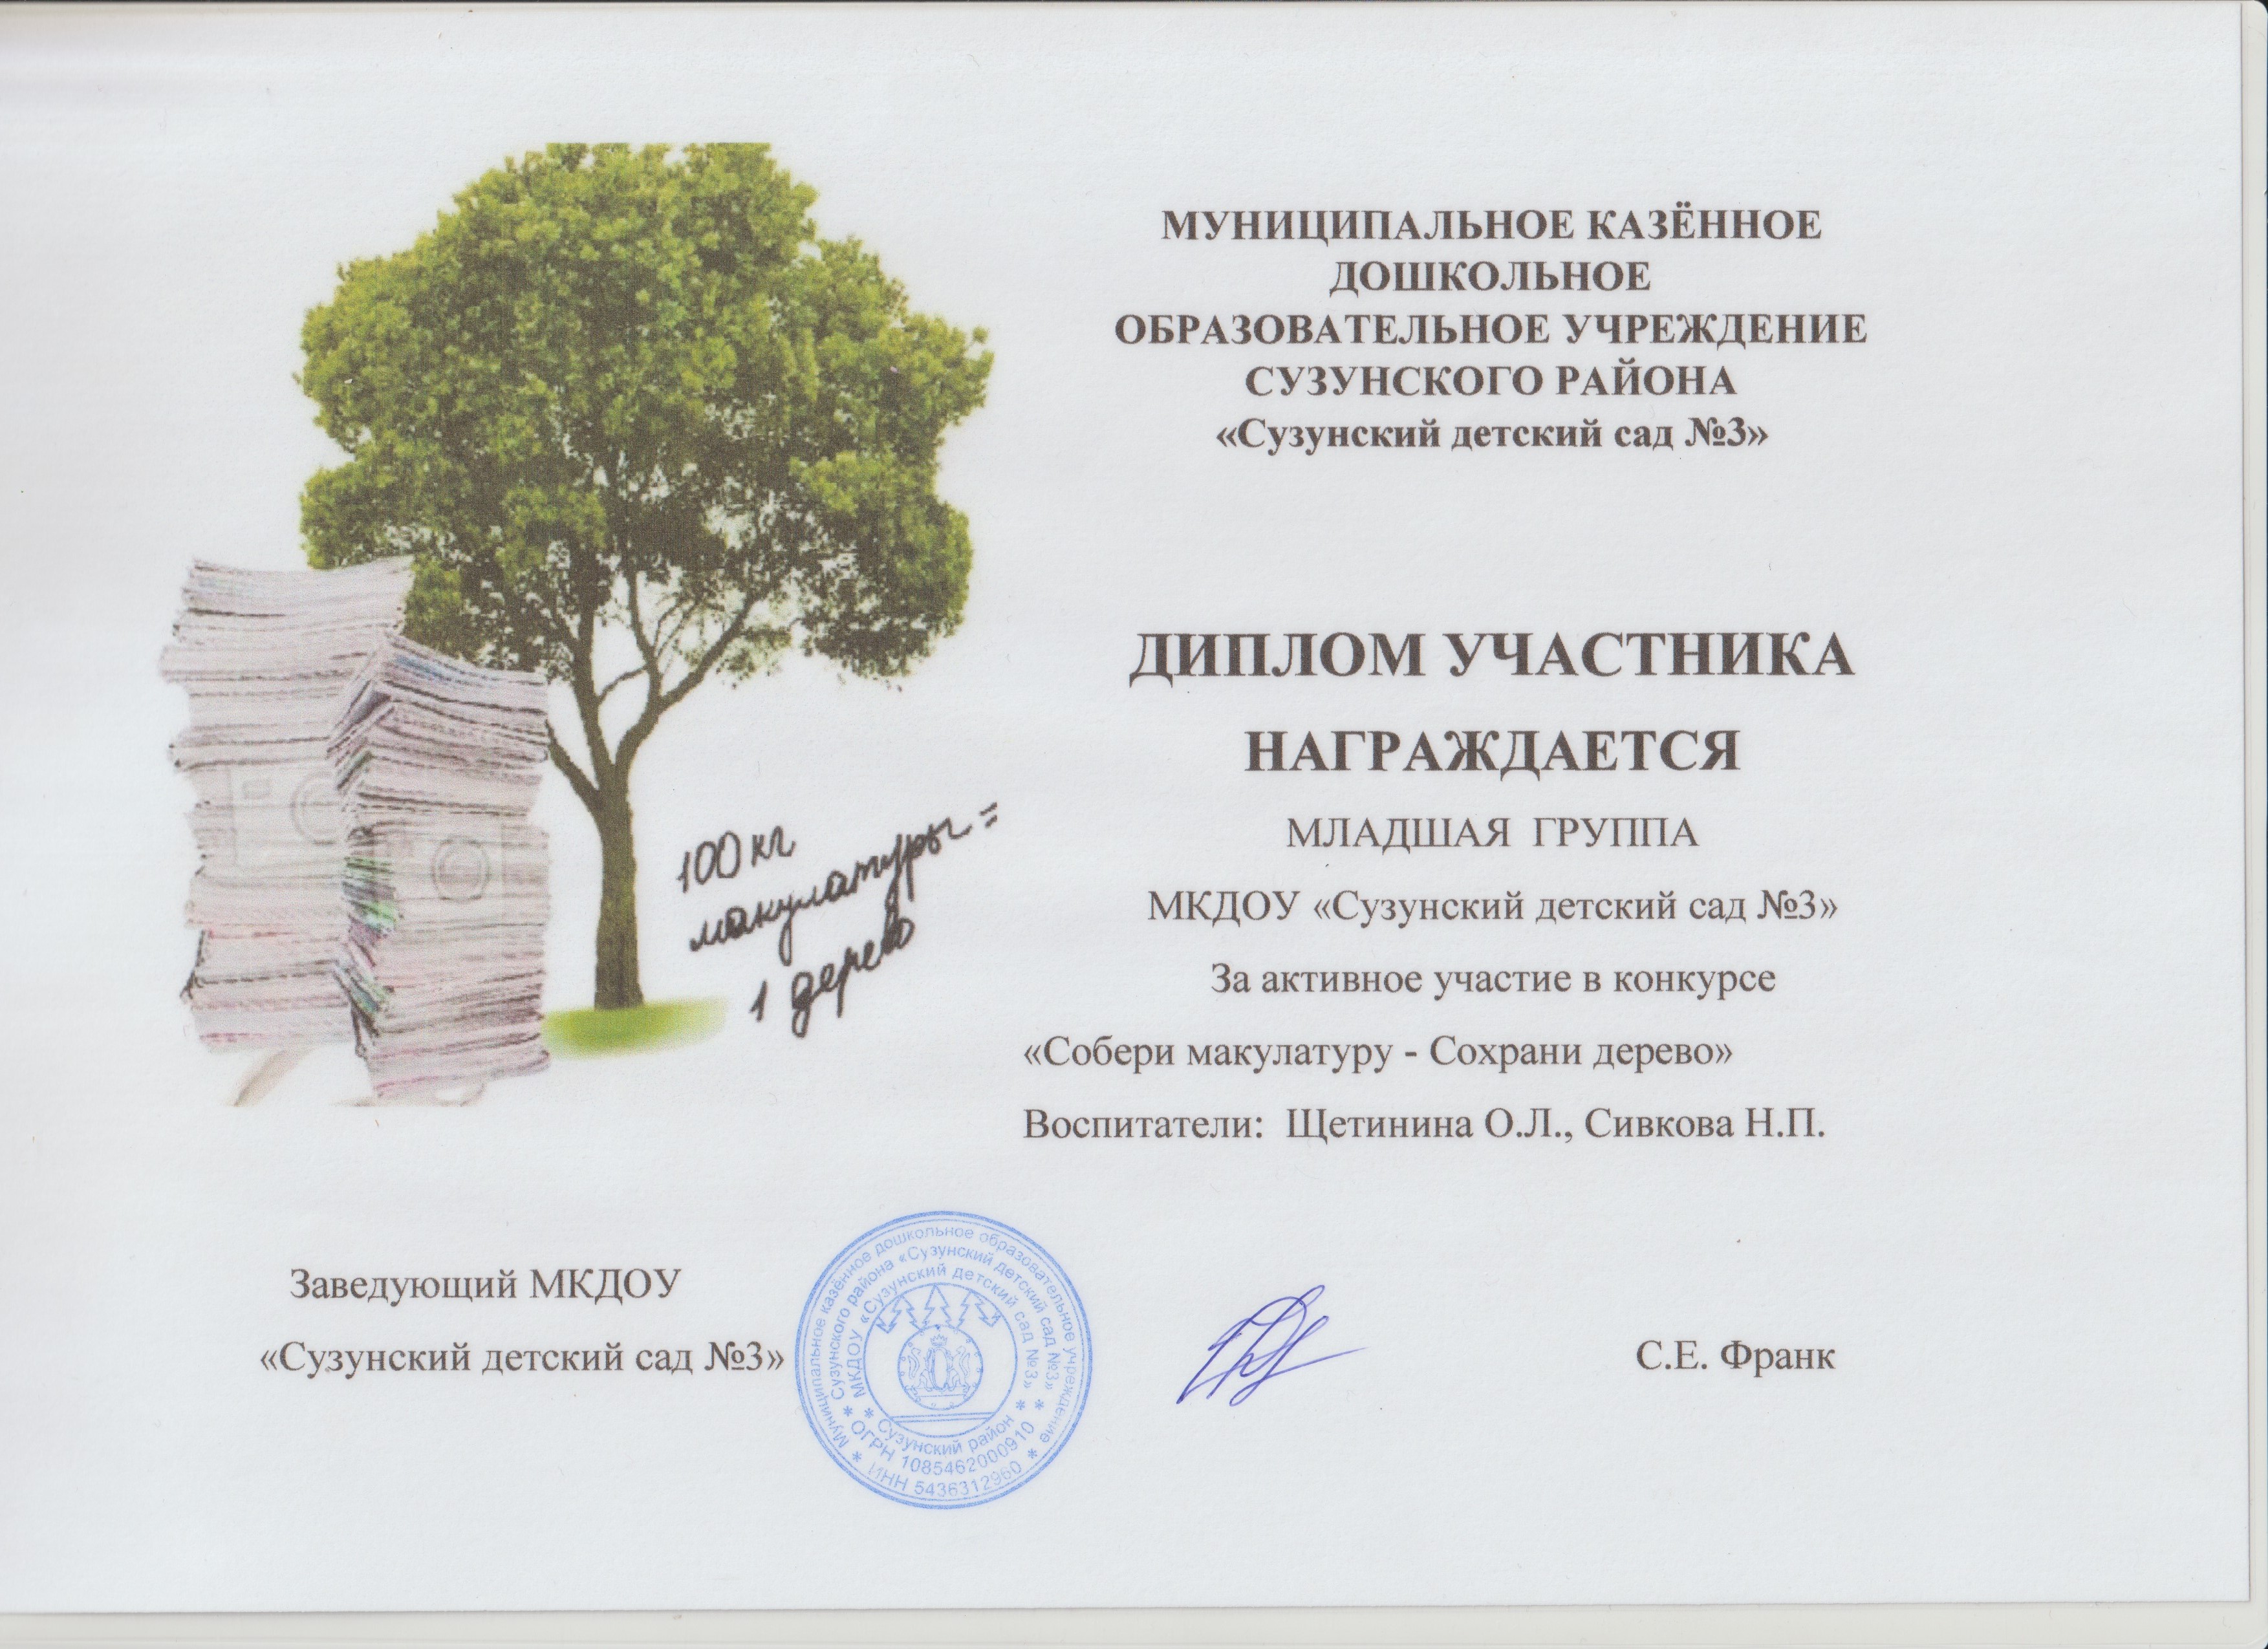 МУНИЦИПАЛЬНОЕ КАЗЁННОЕ
ДОШКОЛЬНОЕ
ОБРАЗОВАТЕЛЬНОЕ УЧРЕЖДЕНИЕ
СУЗУНСКОГО РАЙОНА
«Сузунский детский сад №3»
ДИПЛОМ УЧАСТНИКА
НАГРАЖДАЕТСЯ
МЛАДШАЯ ГРУППА
МКДОУ «Сузунский детский сад №3»
За активное участие в конкурсе
«Собери макулатуру - Сохрани дерево»
Воспитатели: Щетинина О.Л., Сивкова Н.П.
100 кг
макулатуры =
1 дерево
Заведующий МКДОУ
«Сузунский детский сад №3»
С.Е. Франк
* Муниципальное казённое дошкольное образовательное учреждение *
ИНН 5436312960
* Сузунского района «Сузунский детский сад №3» *
ОГРН 1085462000910
* МКДОУ «Сузунский детский сад №3» *
Сузунский район